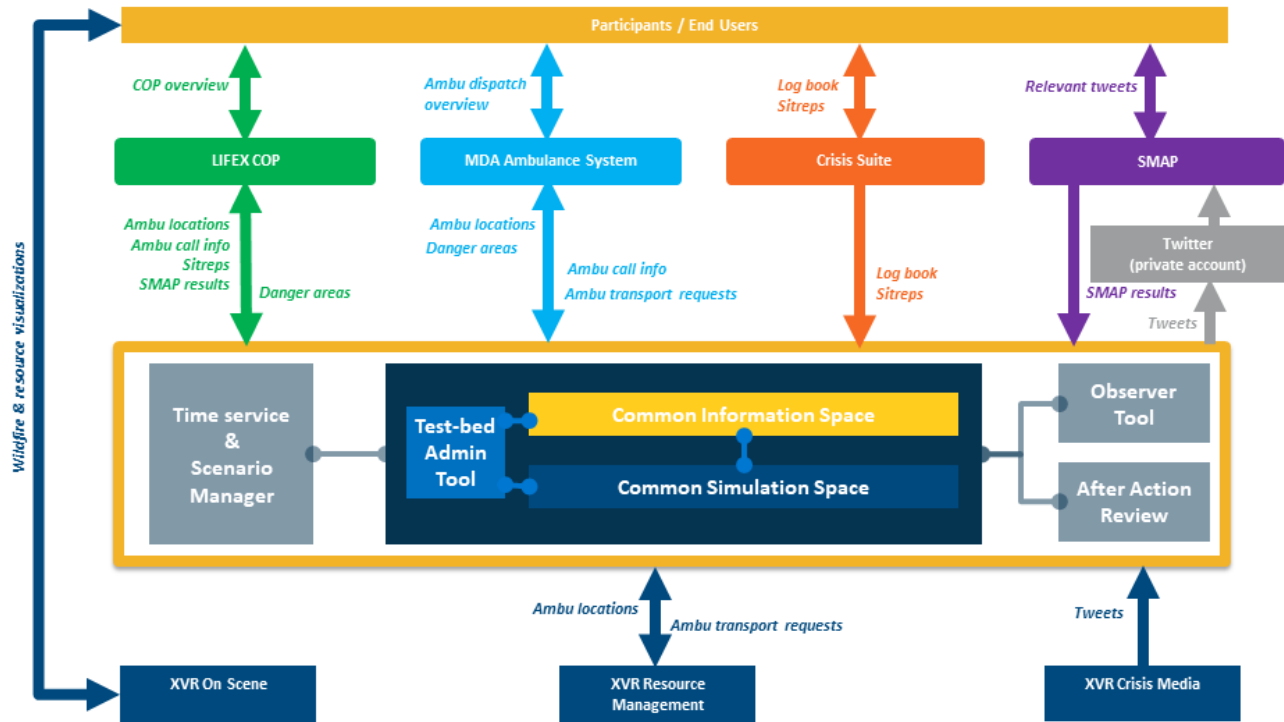 Participants / End Users
COP overview
Ambu dispatch
overview
Log book
Sitreps
Relevant tweets
LIFEX COP
MDA Ambulance System
Crisis Suite
SMAP
Ambu locations
Ambu call info
Sitreps
SMAP results
Danger areas
Ambu locations
Danger areas
Ambu call info
Ambu transport requests
Log book
Sitreps
Twitter
(private account)
SMAP results
Tweets
Wildfire & resource visualizations
Time service
&
Scenario
Manager
Test-bed
Admin
Tool
Common Information Space
Common Simulation Space
Observer
Tool
After Action
Review
Ambu locations
Ambu transport requests
Tweets
XVR On Scene
XVR Resource
Management
XVR Crisis Media